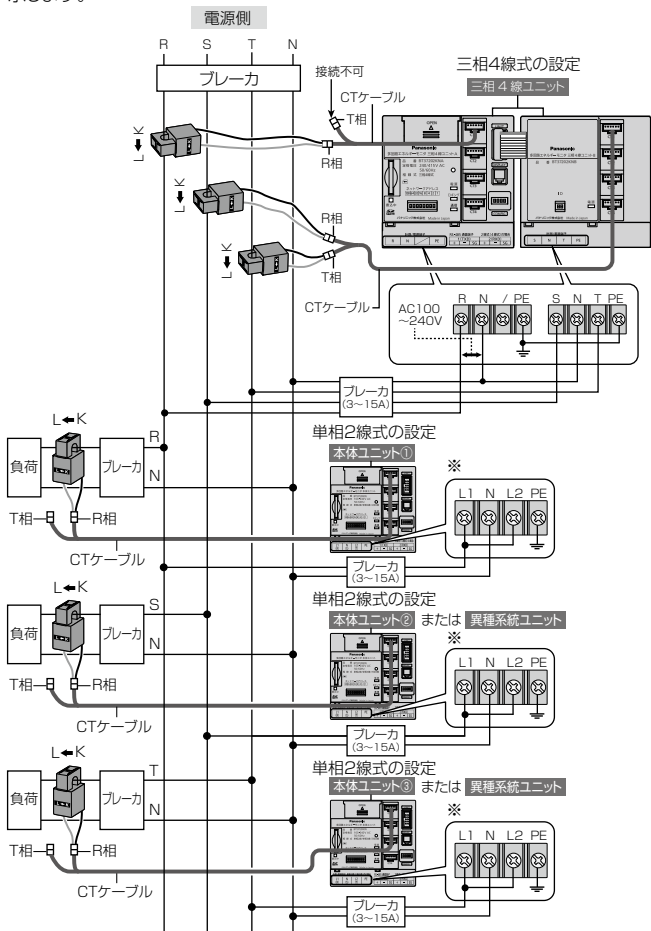 電源側
R S T N
ブレーカ
接続不可
T相
CTケーブル
R相
L K
三相4線式の設定
三相4線ユニット
OPEN
Panasonic
Panasonic
L K
R相
T相
L K
CTケーブル
R N PE
S N T PE
AC100
～240V
R N / PE
S N T PE
ブレーカ
(3～15A)
L K
R
負荷
ブレーカ
N
T相
R相
CTケーブル
単相2線式の設定
本体ユニット①
Panasonic
※
L1 N L2 PE
ブレーカ
(3～15A)
L K
S
負荷
ブレーカ
N
T相
R相
CTケーブル
単相2線式の設定
本体ユニット② または 異種系統ユニット
Panasonic
※
L1 N L2 PE
ブレーカ
(3～15A)
L K
T
負荷
ブレーカ
N
T相
R相
CTケーブル
単相2線式の設定
本体ユニット③ または 異種系統ユニット
Panasonic
※
L1 N L2 PE
ブレーカ
(3～15A)